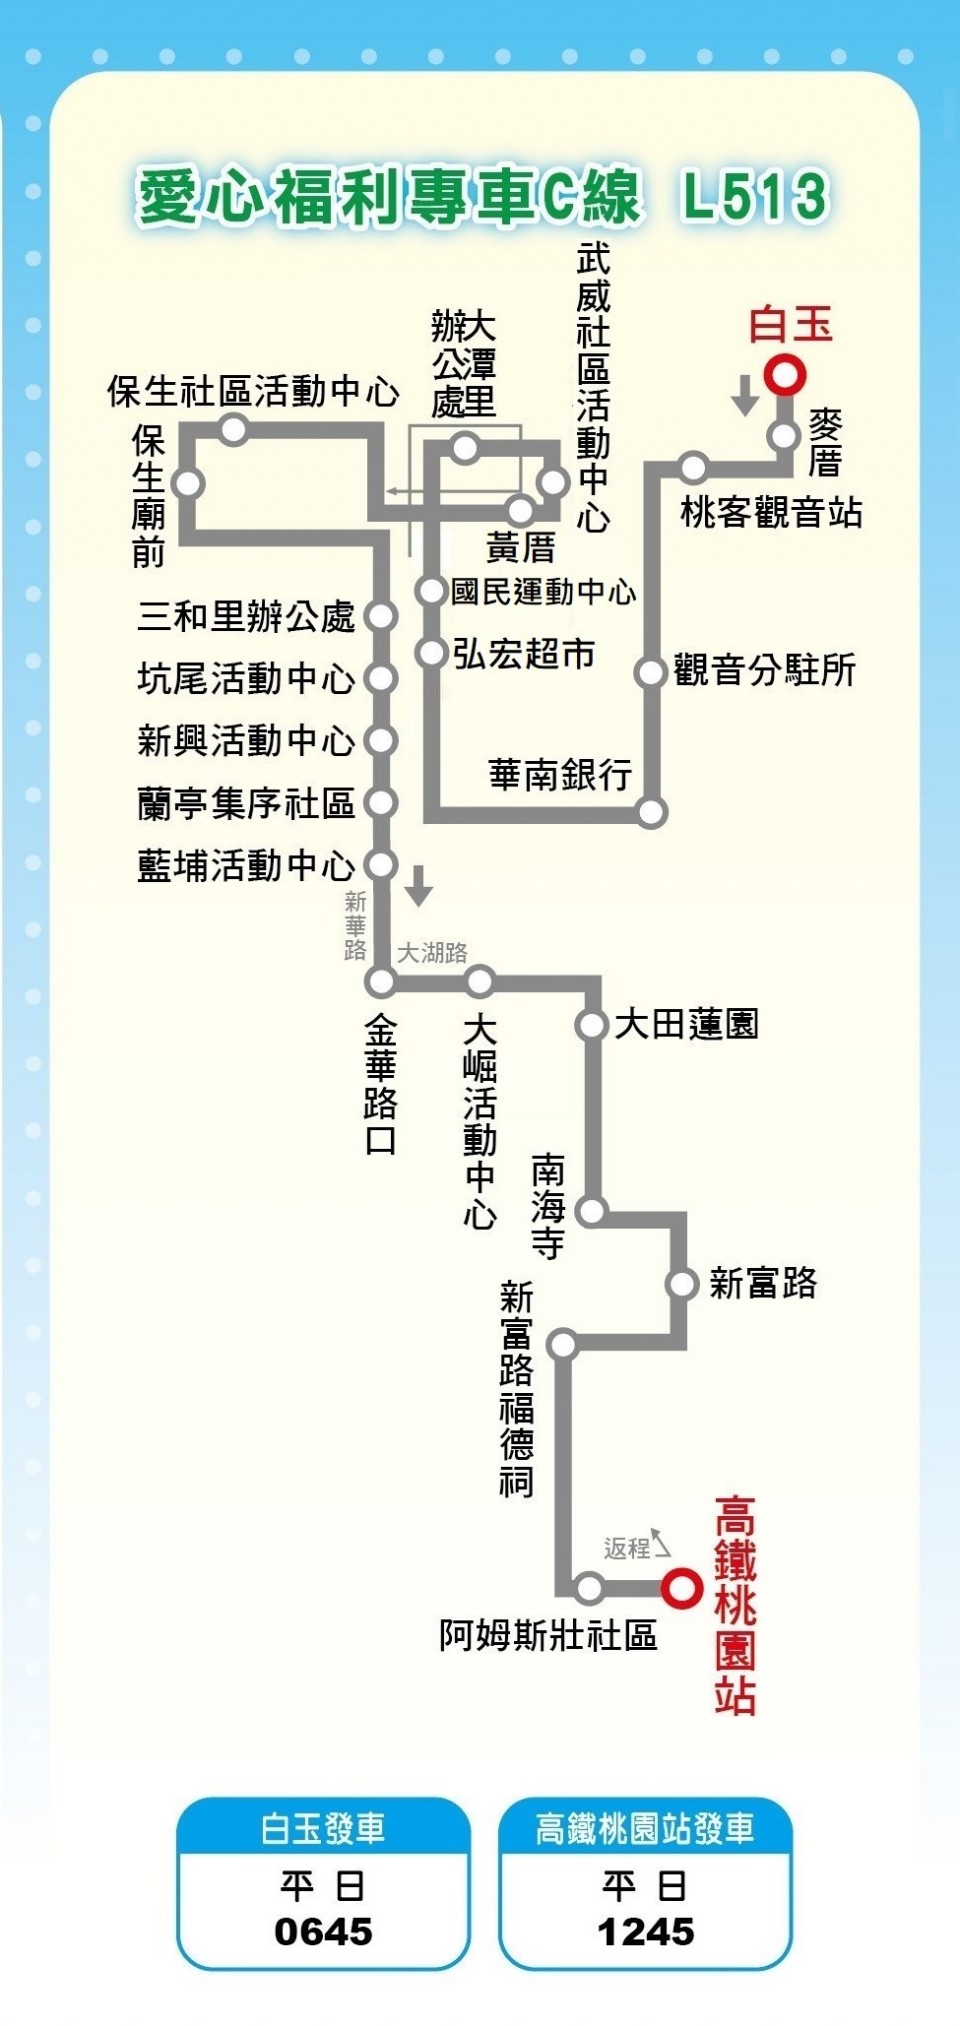 愛心福利專車C線 L513
白玉
麥厝
桃客觀音站
觀音分駐所
華南銀行
弘宏超市
國民運動中心
大潭里
辦公處
武威社區活動中心
黃厝
保生社區活動中心
保生廟前
三和里辦公處
坑尾活動中心
新興活動中心
蘭亭集序社區
藍埔活動中心
新華路
大湖路
金華路口
大崛活動中心
大田蓮園
南海寺
新富路
新富路福德祠
返程
阿姆斯壯社區
高鐵桃園站
白玉發車
平日
0645
高鐵桃園站發車
平日
1245